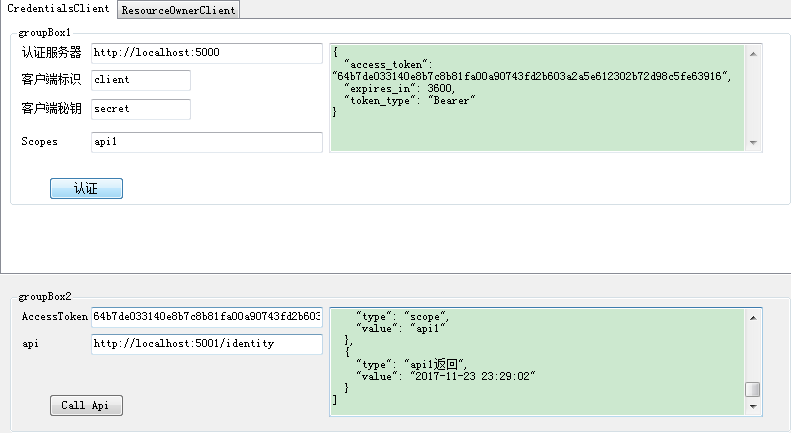 CredentialsClient
ResourceOwnerClient
groupBox1
认证服务器
http://localhost:5000
客户端标识
client
客户端秘钥
secret
Scopes
api1
认证
{
"access_token":
"64b7de033140e8b7c8b81fa00a90743fd2b603a2a5e612302b72d98c5fe63916",
"expires_in": 3600,
"token_type": "Bearer"
}
groupBox2
AccessToken
64b7de033140e8b7c8b81fa00a90743fd2b603
api
http://localhost:5001/identity
Call Api
"type": "scope",
"value": "api1"
},
{
"type": "api1返回",
"value": "2017-11-23 23:29:02"
}
]